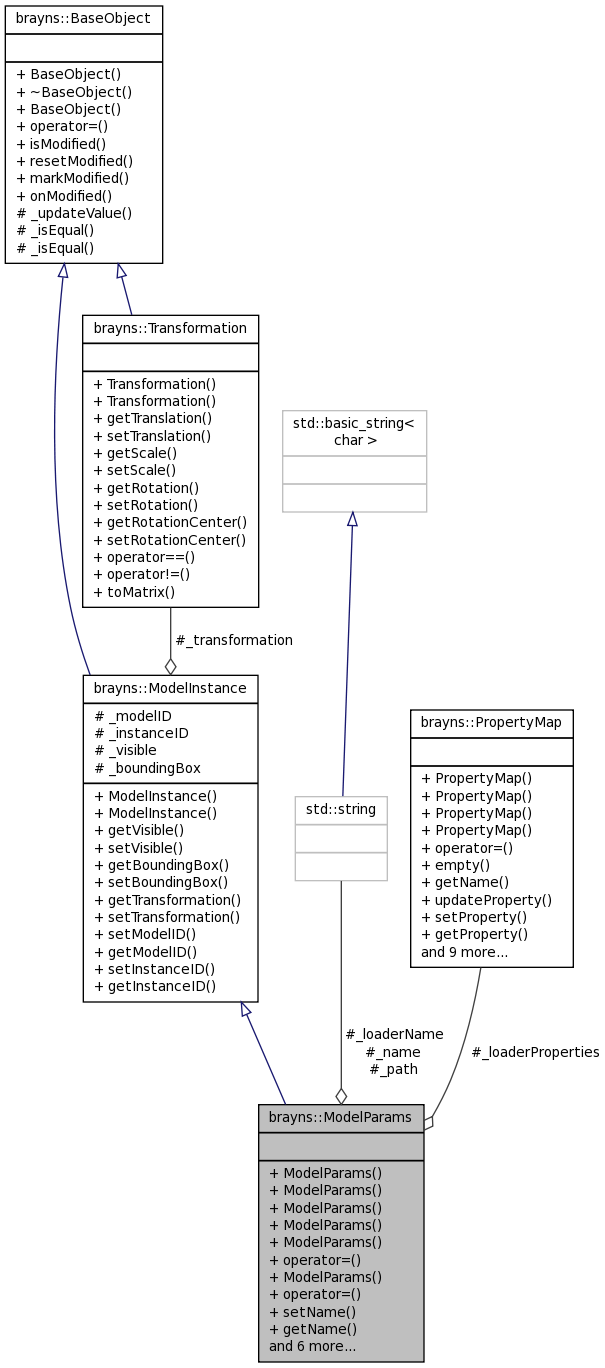 brayns::BaseObject
+ BaseObject()
+ ~BaseObject()
+ BaseObject()
+ operator=()
+ isModified()
+ resetModified()
+ markModified()
+ onModified()
# _updateValue()
# _isEqual()
# _isEqual()
brayns::Transformation
+ Transformation()
+ Transformation()
+ getTranslation()
+ setTranslation()
+ getScale()
+ setScale()
+ getRotation()
+ setRotation()
+ getRotationCenter()
+ setRotationCenter()
+ operator==()
+ operator!=()
+ toMatrix()
std::basic_string<
char >
#_transformation
brayns::ModelInstance
# _modelID
# _instanceID
# _visible
# _boundingBox
+ ModelInstance()
+ ModelInstance()
+ getVisible()
+ setVisible()
+ getBoundingBox()
+ setBoundingBox()
+ getTransformation()
+ setTransformation()
+ setModelID()
+ getModelID()
+ setInstanceID()
+ getInstanceID()
std::string
brayns::PropertyMap
+ PropertyMap()
+ PropertyMap()
+ PropertyMap()
+ PropertyMap()
+ operator=()
+ empty()
+ getName()
+ updateProperty()
+ setProperty()
+ getProperty()
and 9 more...
#_loaderName
#_name
#_path
#_loaderProperties
brayns::ModelParams
+ ModelParams()
+ ModelParams()
+ ModelParams()
+ ModelParams()
+ ModelParams()
+ operator=()
+ ModelParams()
+ operator=()
+ setName()
+ getName()
and 6 more...